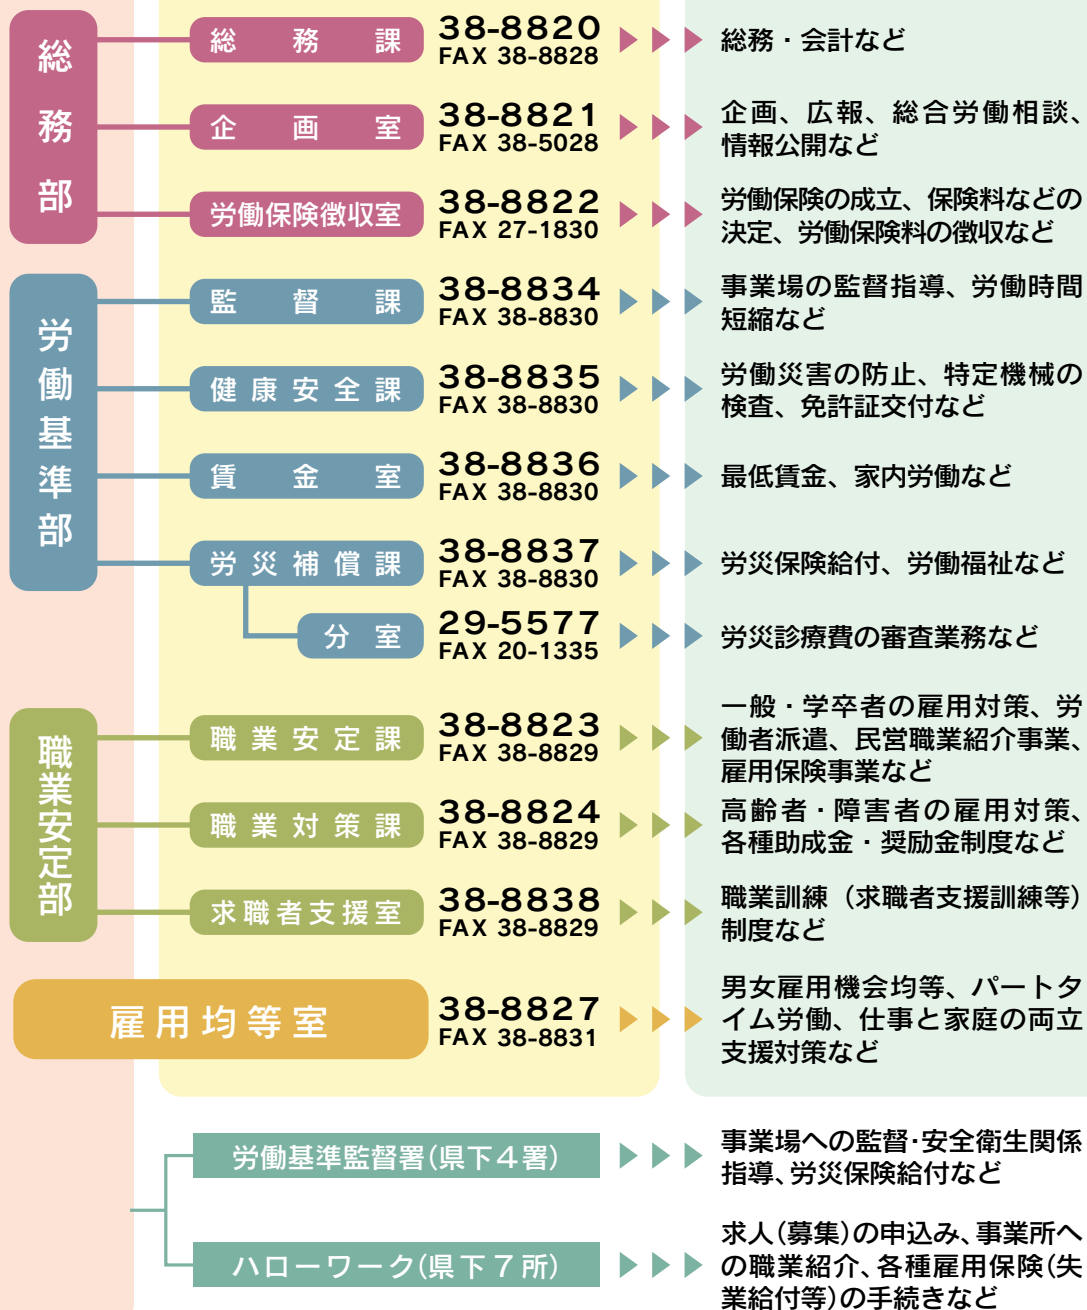 総務部
総務課
38-8820
FAX 38-8828
総務・会計など
企画室
38-8821
FAX 38-5028
企画、広報、総合労働相談、
情報公開など
労働保険徴収室
38-8822
FAX 27-1830
労働保険の成立、保険料などの
決定、労働保険料の徴収など
労働基準部
監督課
38-8834
FAX 38-8830
事業場の監督指導、労働時間
短縮など
健康安全課
38-8835
FAX 38-8830
労働災害の防止、特定機械の
検査、免許証交付など
賃金室
38-8836
FAX 38-8830
最低賃金、家内労働など
労災補償課
38-8837
FAX 38-8830
労災保険給付、労働福祉など
分室
29-5577
FAX 20-1335
労災診療費の審査業務など
職業安定部
職業安定課
38-8823
FAX 38-8829
一般・学卒者の雇用対策、労
働者派遣、民営職業紹介事業、
雇用保険事業など
職業対策課
38-8824
FAX 38-8829
高齢者・障害者の雇用対策、
各種助成金・奨励金制度など
求職者支援室
38-8838
FAX 38-8829
職業訓練（求職者支援訓練等）
制度など
雇用均等室
38-8827
FAX 38-8831
男女雇用機会均等、パートタ
イム労働、仕事と家庭の両立
支援対策など
労働基準監督署(県下4署)
事業場への監督・安全衛生関係
指導、労災保険給付など
ハローワーク(県下7所)
求人(募集)の申込み、事業所へ
の職業紹介、各種雇用保険(失
業給付等)の手続きなど